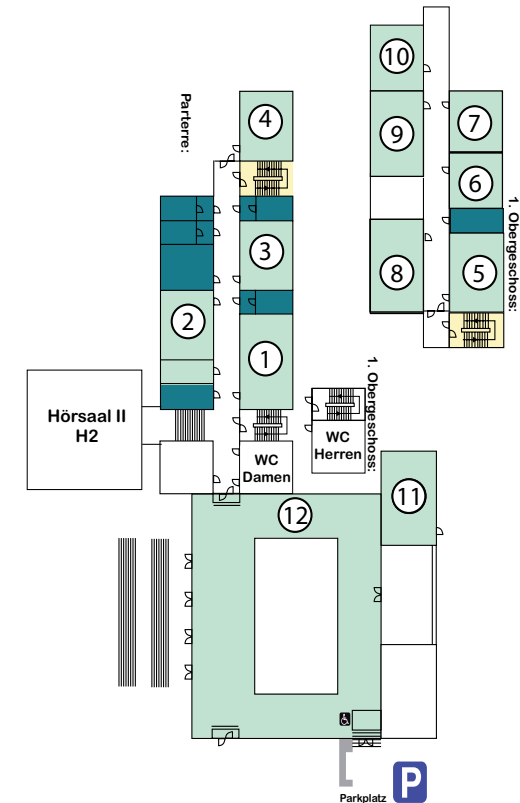 Parterre:
4
3
2
1
10
9
8
7
6
5
1. Obergeschoss:
Hörsaal II
H2
WC
Damen
WC
Herren
1. Obergeschoss:
11
12
Parkplatz
P